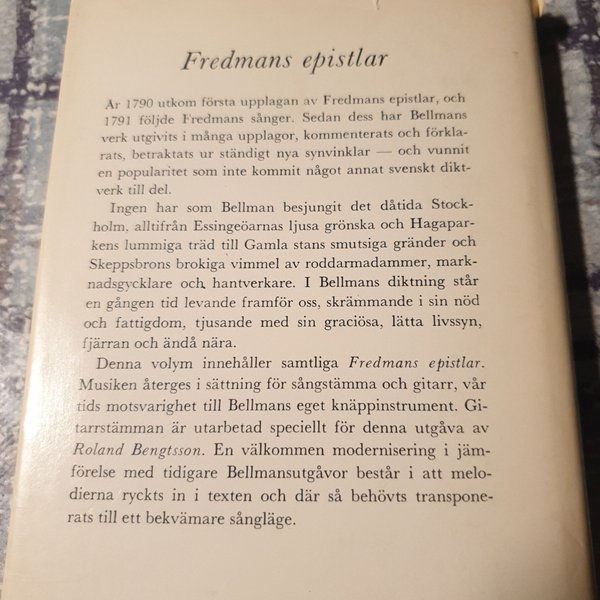 Fredmans epistlar
År 1790 utkom första upplagan av Fredmans epistlar, och
1791 följde Fredmans sånger. Sedan dess har Bellmans
verk utgivits i många upplagor, kommenterats och förkla-
rats, betraktats ur ständigt nya synvinklar — och vunnit
en popularitet som inte kommit något annat svenskt dikt-
verk till del.
Ingen har som Bellman besjungit det dåtida Stock-
holm, alltifrån Essingeöarnas ljusa grönska och Hagapar-
kens lummiga träd till Gamla stans smutsiga gränder och
Skeppsbrons brokiga vimmel av roddarmadammer, mark-
nadsgycklare och hantverkare. I Bellmans diktning står
en gången tid levande framför oss, skrämmande i sin nöd
och fattigdom, tjusande med sin graciösa, lätta livssyn,
fjärran och ändå nära.
Denna volym innehåller samtliga Fredmans epistlar.
Musiken återges i sättning för sångstämma och gitarr, vår
tids motsvarighet till Bellmans eget knäppinstrument. Gi-
tarrstämman är utarbetad speciellt för denna utgåva av
Roland Bengtsson. En välkommen modernisering i jäm-
förelse med tidigare Bellmansutgåvor består i att melo-
dierna ryckts in i texten och där så behövts transpone-
rats till ett bekvämare sångläge.